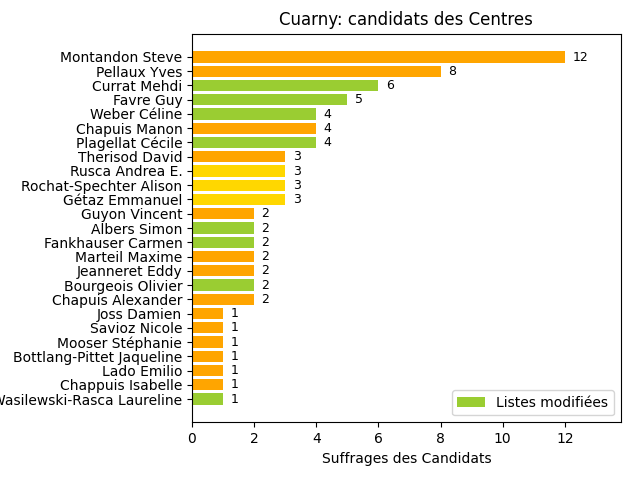 Cuarny: candidats des Centres
Montandon Steve 12
Pellaux Yves 8
Currat Mehdi 6
Favre Guy 5
Weber Céline 4
Chapuis Manon 4
Plagellat Cécile 4
Thérisod David 3
Rusca Andrea E. 3
Rochat-Spechter Alison 3
Gétaz Emmanuel 3
Guyon Vincent 2
Albers Simon 2
Fankhauser Carmen 2
Marteil Maxime 2
Jeanneret Eddy 2
Bourgeois Olivier 2
Chapuis Alexander 2
Joss Damien 1
Savioz Nicole 1
Mooser Stéphanie 1
Bottlang-Pittet Jaqueline 1
Lado Emilio 1
Chappuis Isabelle 1
Wasilewski-Rasca Laureline 1
Listes modifiées
0 2 4 6 8 10 12
Suffrages des Candidats